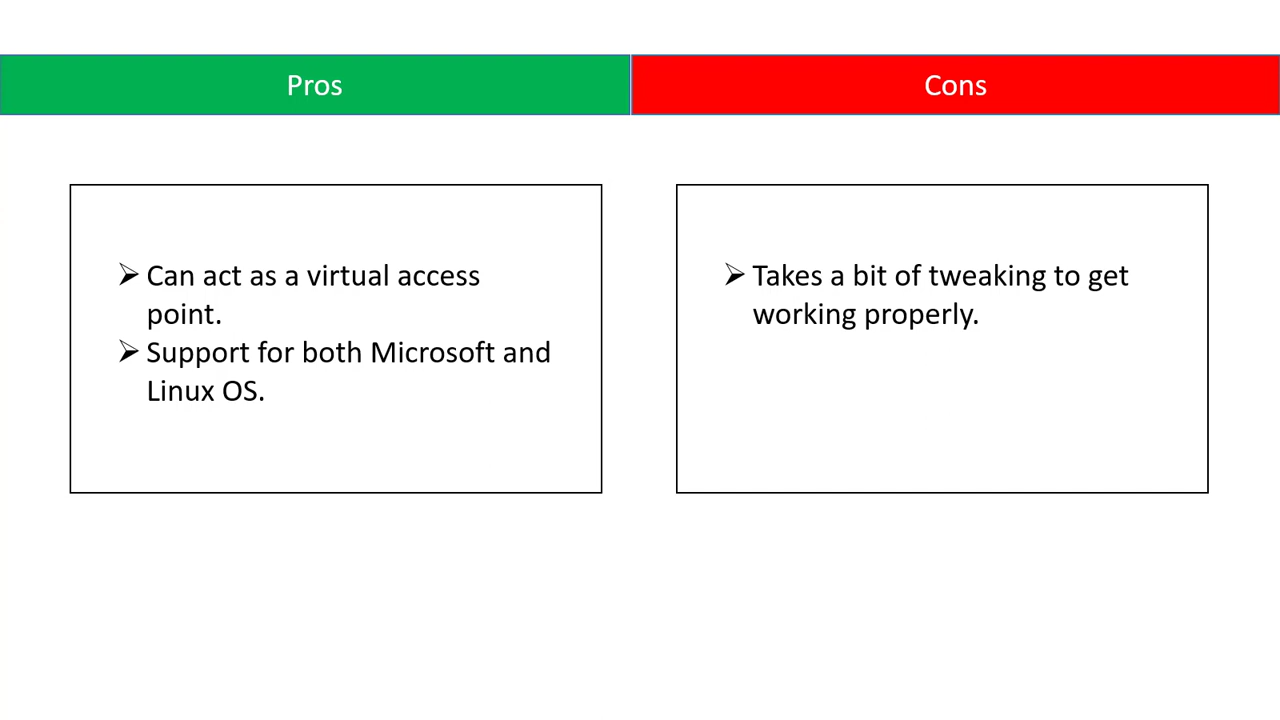 Pros
Cons
➢ Can act as a virtual access
point.
➢ Support for both Microsoft and
Linux OS.
➢ Takes a bit of tweaking to get
working properly.